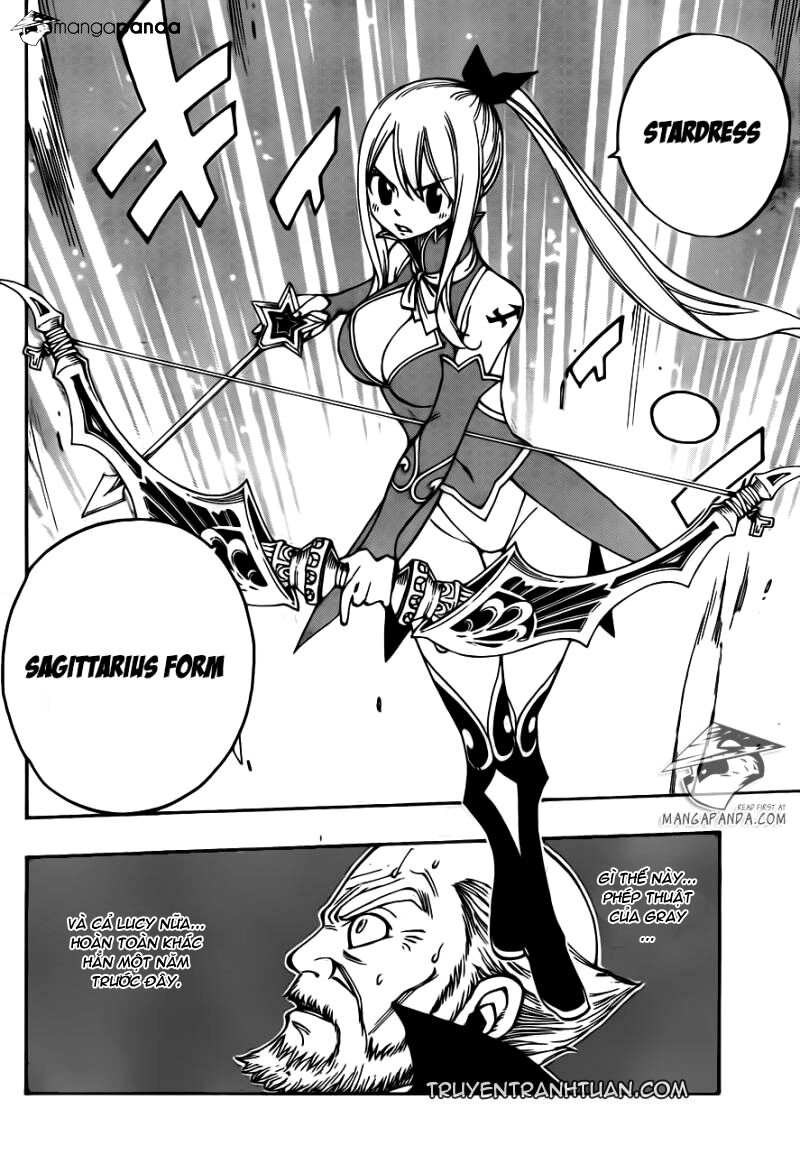 mangapanda
STARDRESS
SAGITTARIUS FORM
READ FIRST AT
MANGAPANDA.COM
GÌ THẾ NÀY...
PHÉP THUẬT
CỦA GRAY
...
VÀ CẢ LUCY NỮA...
HOÀN TOÀN KHÁC
HẲN MỘT NĂM
TRƯỚC ĐÂY.
TRUYENTRANHTUAN.COM